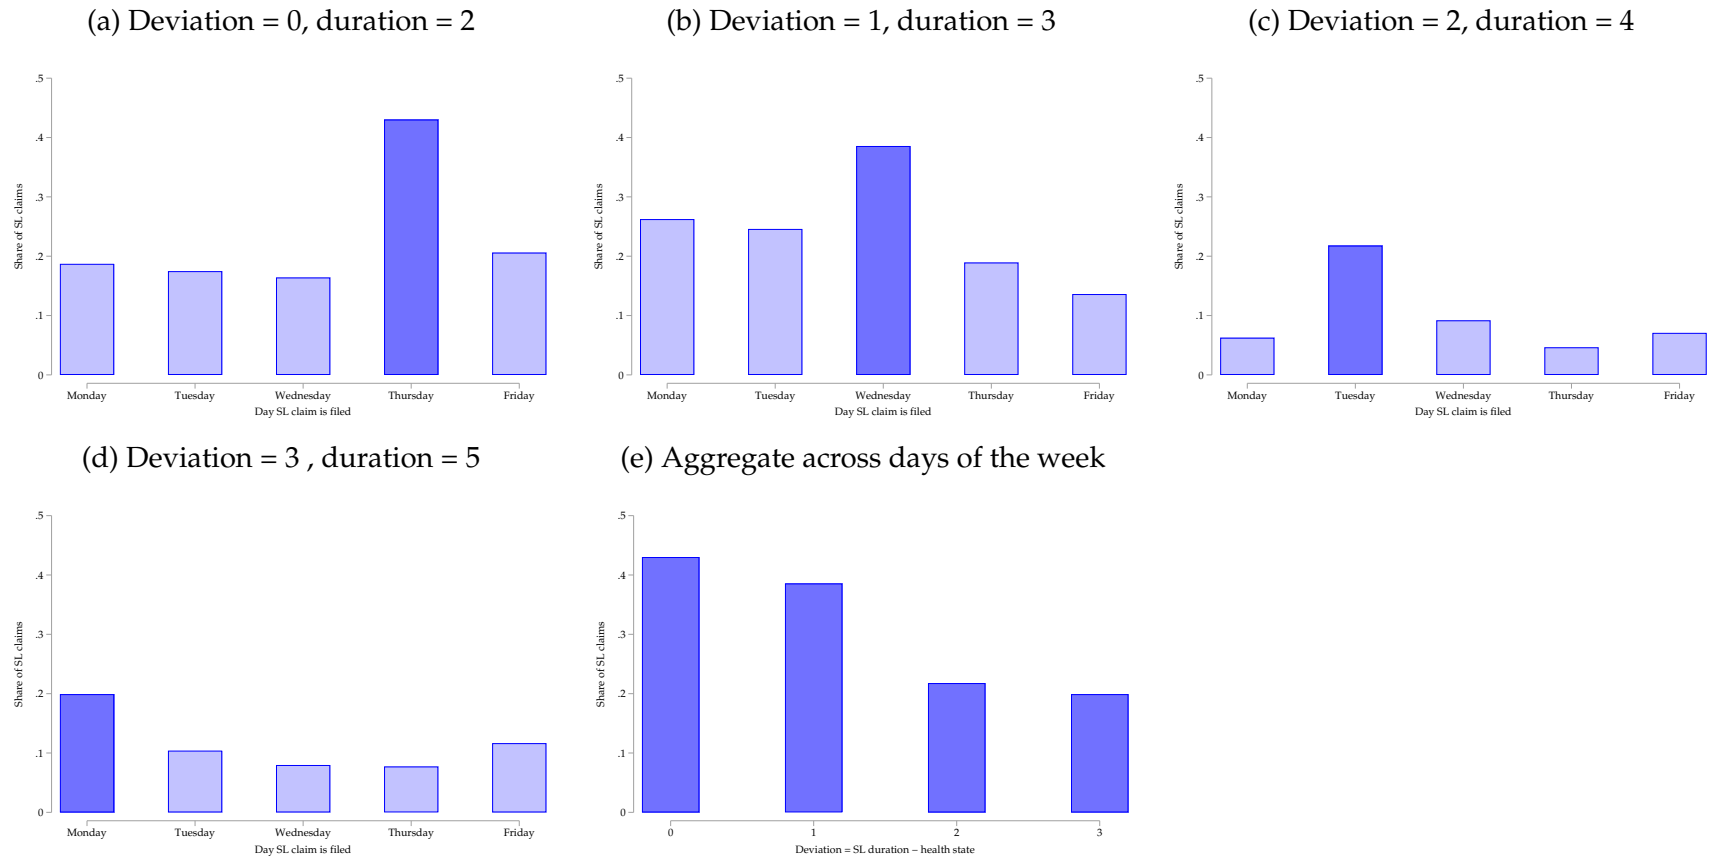 (a) Deviation = 0, duration = 2
(b) Deviation = 1, duration = 3
(c) Deviation = 2, duration = 4
Share of SL claims
.5
.4
.3
.2
.1
0
Monday Tuesday Wednesday Thursday Friday
Day SL claim is filed
Share of SL claims
.5
.4
.3
.2
.1
0
Monday Tuesday Wednesday Thursday Friday
Day SL claim is filed
Share of SL claims
.5
.4
.3
.2
.1
0
Monday Tuesday Wednesday Thursday Friday
Day SL claim is filed
(d) Deviation = 3 , duration = 5
(e) Aggregate across days of the week
Share of SL claims
.5
.4
.3
.2
.1
0
Monday Tuesday Wednesday Thursday Friday
Day SL claim is filed
Share of SL claims
.5
.4
.3
.2
.1
0
0 1 2 3
Deviation = SL duration − health state